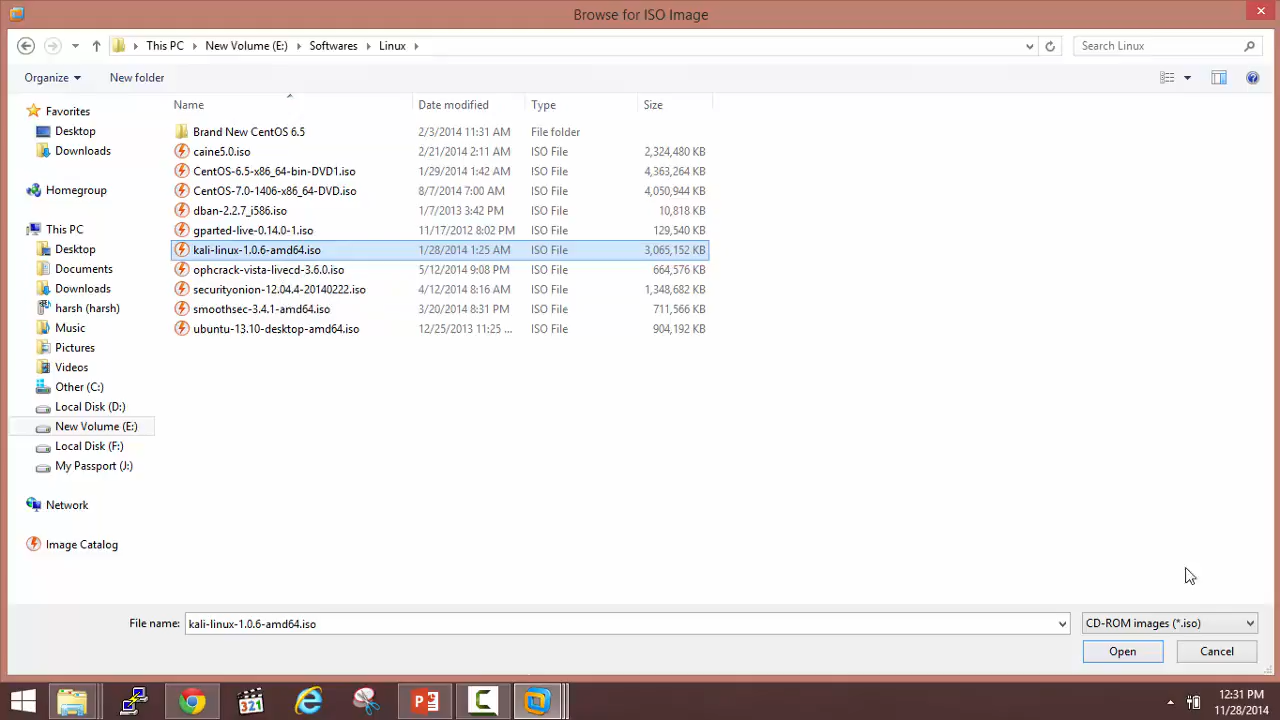 Browse for ISO Image
This PC New Volume (E:) Softwares Linux
Search Linux
Organize New folder
Name Date modified Type Size
Brand New CentOS 6.5 2/3/2014 11:31 AM File folder
caine5.0.iso 2/21/2014 2:11 AM ISO File 2,324,480 KB
CentOS-6.5-x86_64-bin-DVD1.iso 1/29/2014 1:42 AM ISO File 4,363,264 KB
CentOS-7.0-1406-x86_64-DVD.iso 8/7/2014 7:00 AM ISO File 4,050,944 KB
dban-2.2.7_i586.iso 1/7/2013 3:42 PM ISO File 10,818 KB
gparted-live-0.14.0-1.iso 11/17/2012 8:02 PM ISO File 129,540 KB
kali-linux-1.0.6-amd64.iso 1/28/2014 1:25 AM ISO File 3,065,152 KB
ophcrack-vista-livecd-3.6.0.iso 5/12/2014 9:08 PM ISO File 664,576 KB
securityonion-12.04.4-20140222.iso 4/12/2014 8:16 AM ISO File 1,348,682 KB
smoothsec-3.4.1-amd64.iso 3/20/2014 8:31 PM ISO File 711,566 KB
ubuntu-13.10-desktop-amd64.iso 12/25/2013 11:25 ... ISO File 904,192 KB
Favorites
Desktop
Downloads
Homegroup
This PC
Desktop
Documents
Downloads
harsh (harsh)
Music
Pictures
Videos
Other (C:)
Local Disk (D:)
New Volume (E:)
Local Disk (F:)
My Passport (J:)
Network
Image Catalog
File name: kali-linux-1.0.6-amd64.iso CD-ROM images (*.iso)
Open Cancel
321
12:31 PM
11/28/2014